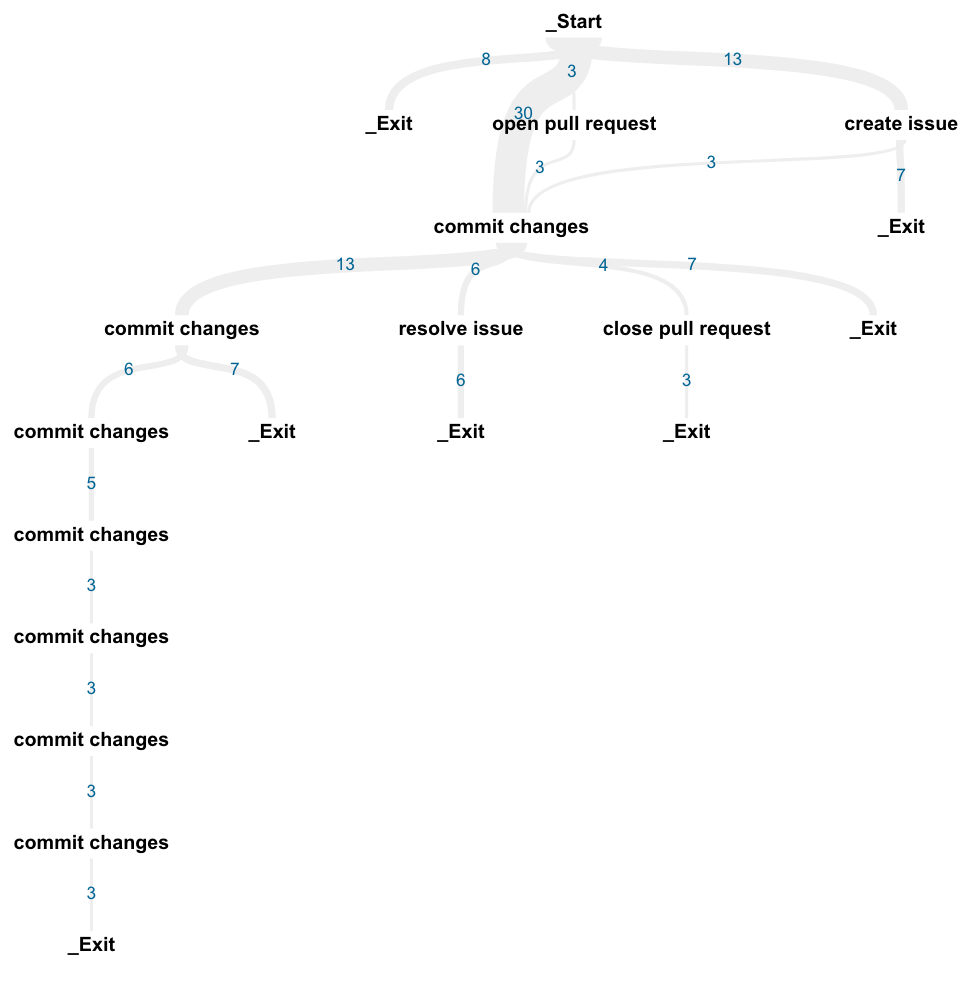 _Start
8
3
13
30
_Exit
open pull request
create issue
3
3
7
commit changes
_Exit
13
6
4
7
commit changes
resolve issue
close pull request
_Exit
6
7
6
3
commit changes
_Exit
_Exit
_Exit
5
commit changes
3
commit changes
3
commit changes
3
commit changes
3
_Exit